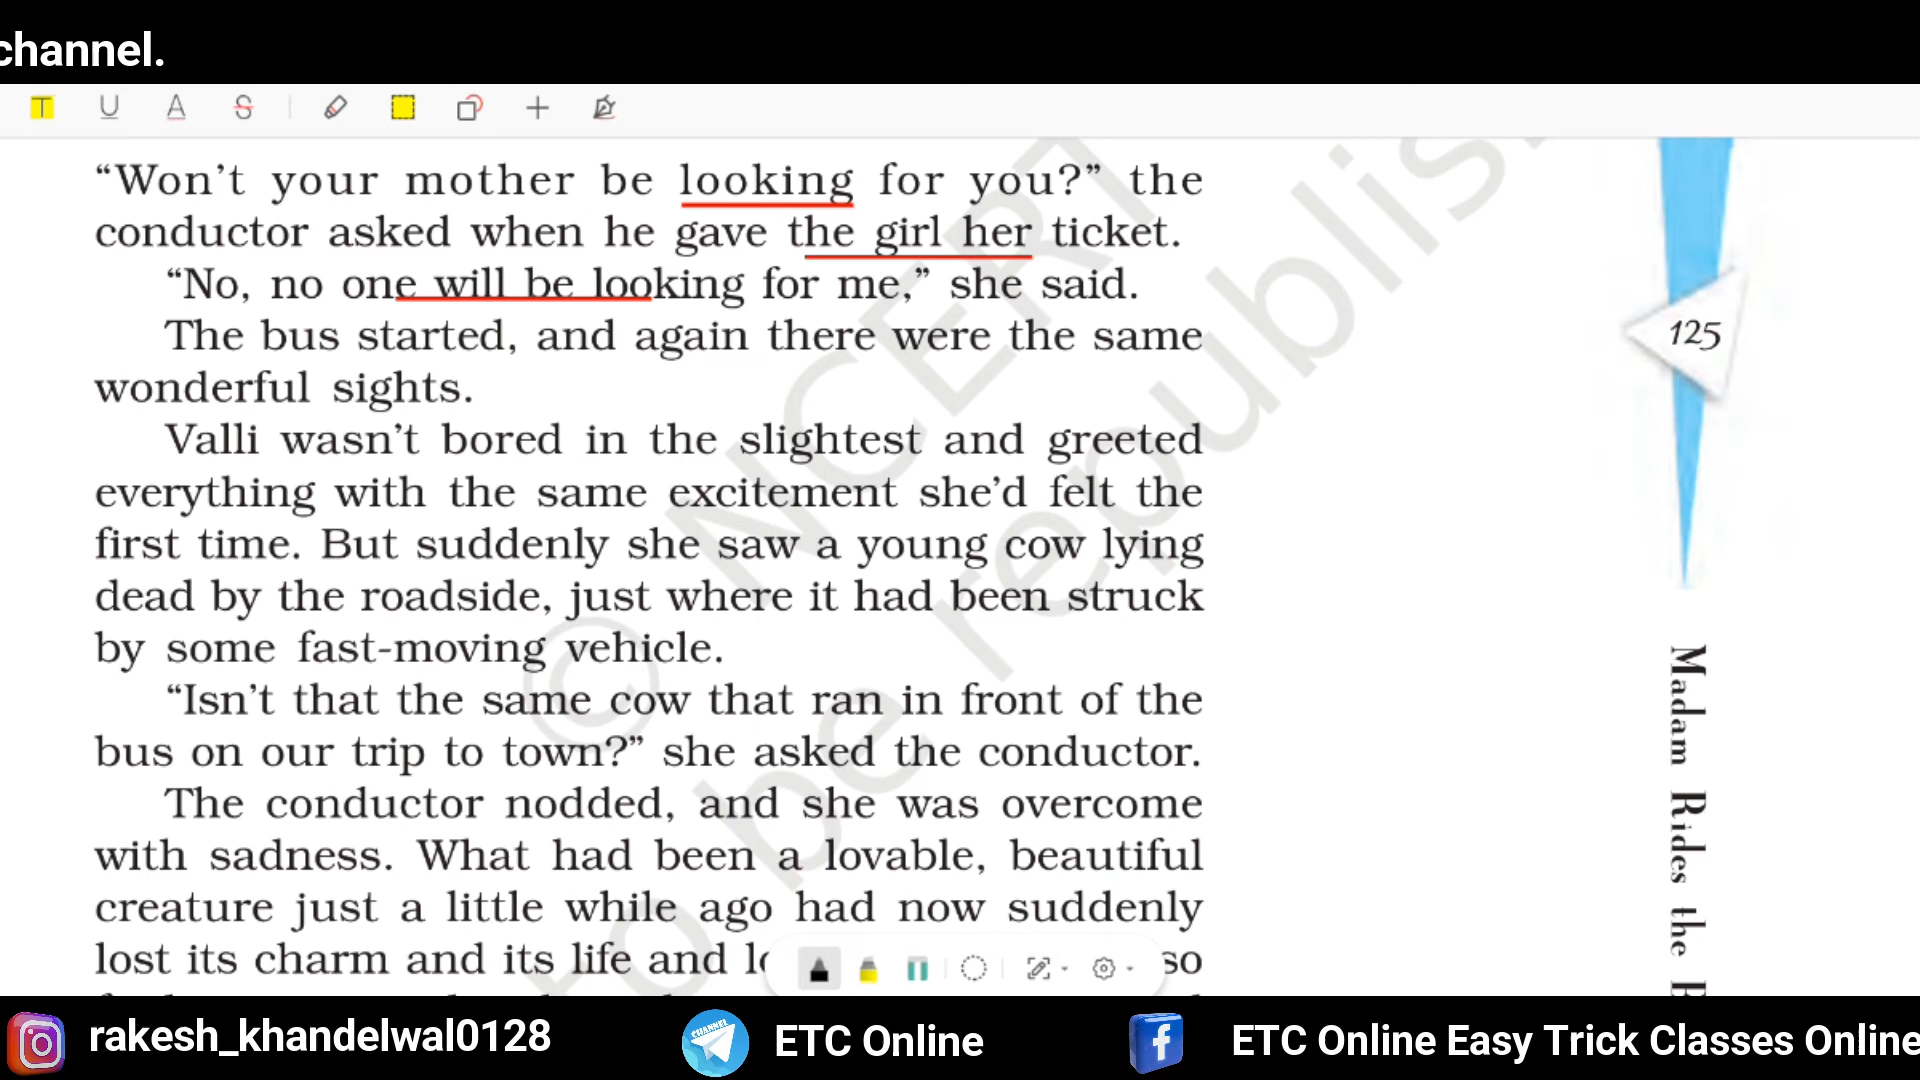 channel.
“Won’t your mother be looking for you?” the
conductor asked when he gave the girl her ticket.
“No, no one will be looking for me,” she said.
The bus started, and again there were the same
wonderful sights.
Valli wasn’t bored in the slightest and greeted
everything with the same excitement she’d felt the
first time. But suddenly she saw a young cow lying
dead by the roadside, just where it had been struck
by some fast-moving vehicle.
“Isn’t that the same cow that ran in front of the
bus on our trip to town?” she asked the conductor.
The conductor nodded, and she was overcome
with sadness. What had been a lovable, beautiful
creature just a little while ago had now suddenly
lost its charm and its life and so
125
Madam Rides the
© NCERT
to be republis
rakesh_khandelwal0128
CHANNEL
ETC Online
ETC Online Easy Trick Classes Online